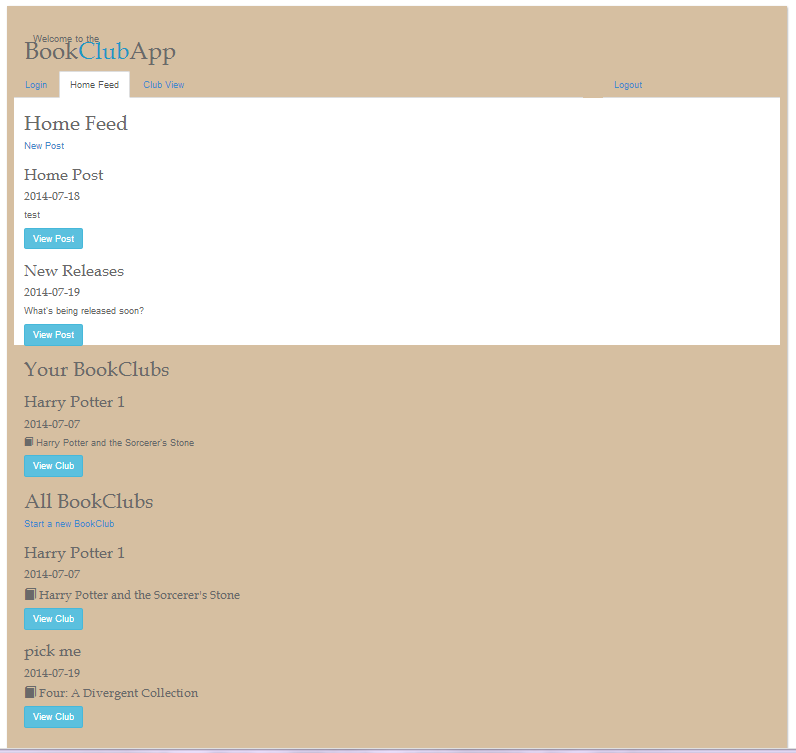 Welcome to the
BookClubApp
Login Home Feed Club View Logout
Home Feed
New Post
Home Post
2014-07-18
test
View Post
New Releases
2014-07-19
What's being released soon?
View Post
Your BookClubs
Harry Potter 1
2014-07-07
Harry Potter and the Sorcerer's Stone
View Club
All BookClubs
Start a new BookClub
Harry Potter 1
2014-07-07
Harry Potter and the Sorcerer's Stone
View Club
pick me
2014-07-19
Four: A Divergent Collection
View Club